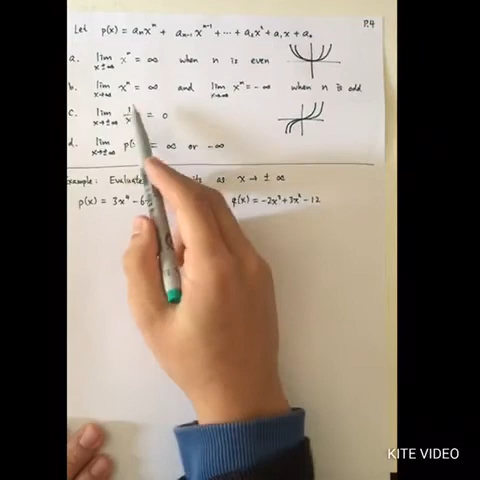 Let p(x) = aₙxⁿ + aₙ₋₁xⁿ⁻¹ + ⋯ + a₂x² + a₁x + a₀ P.4
a. lim x→±∞ xⁿ = ∞ when n is even
b. lim x→∞ xⁿ = ∞ and lim x→-∞ xⁿ = -∞ when n is odd
c. lim x→±∞ 1/x = 0
d. lim x→±∞ p( = ∞ or -∞
Example: Evaluate as x → ± ∞
p(x) = 3x⁴ - 6 q(x) = -2x³ + 3x² - 12
KITE VIDEO